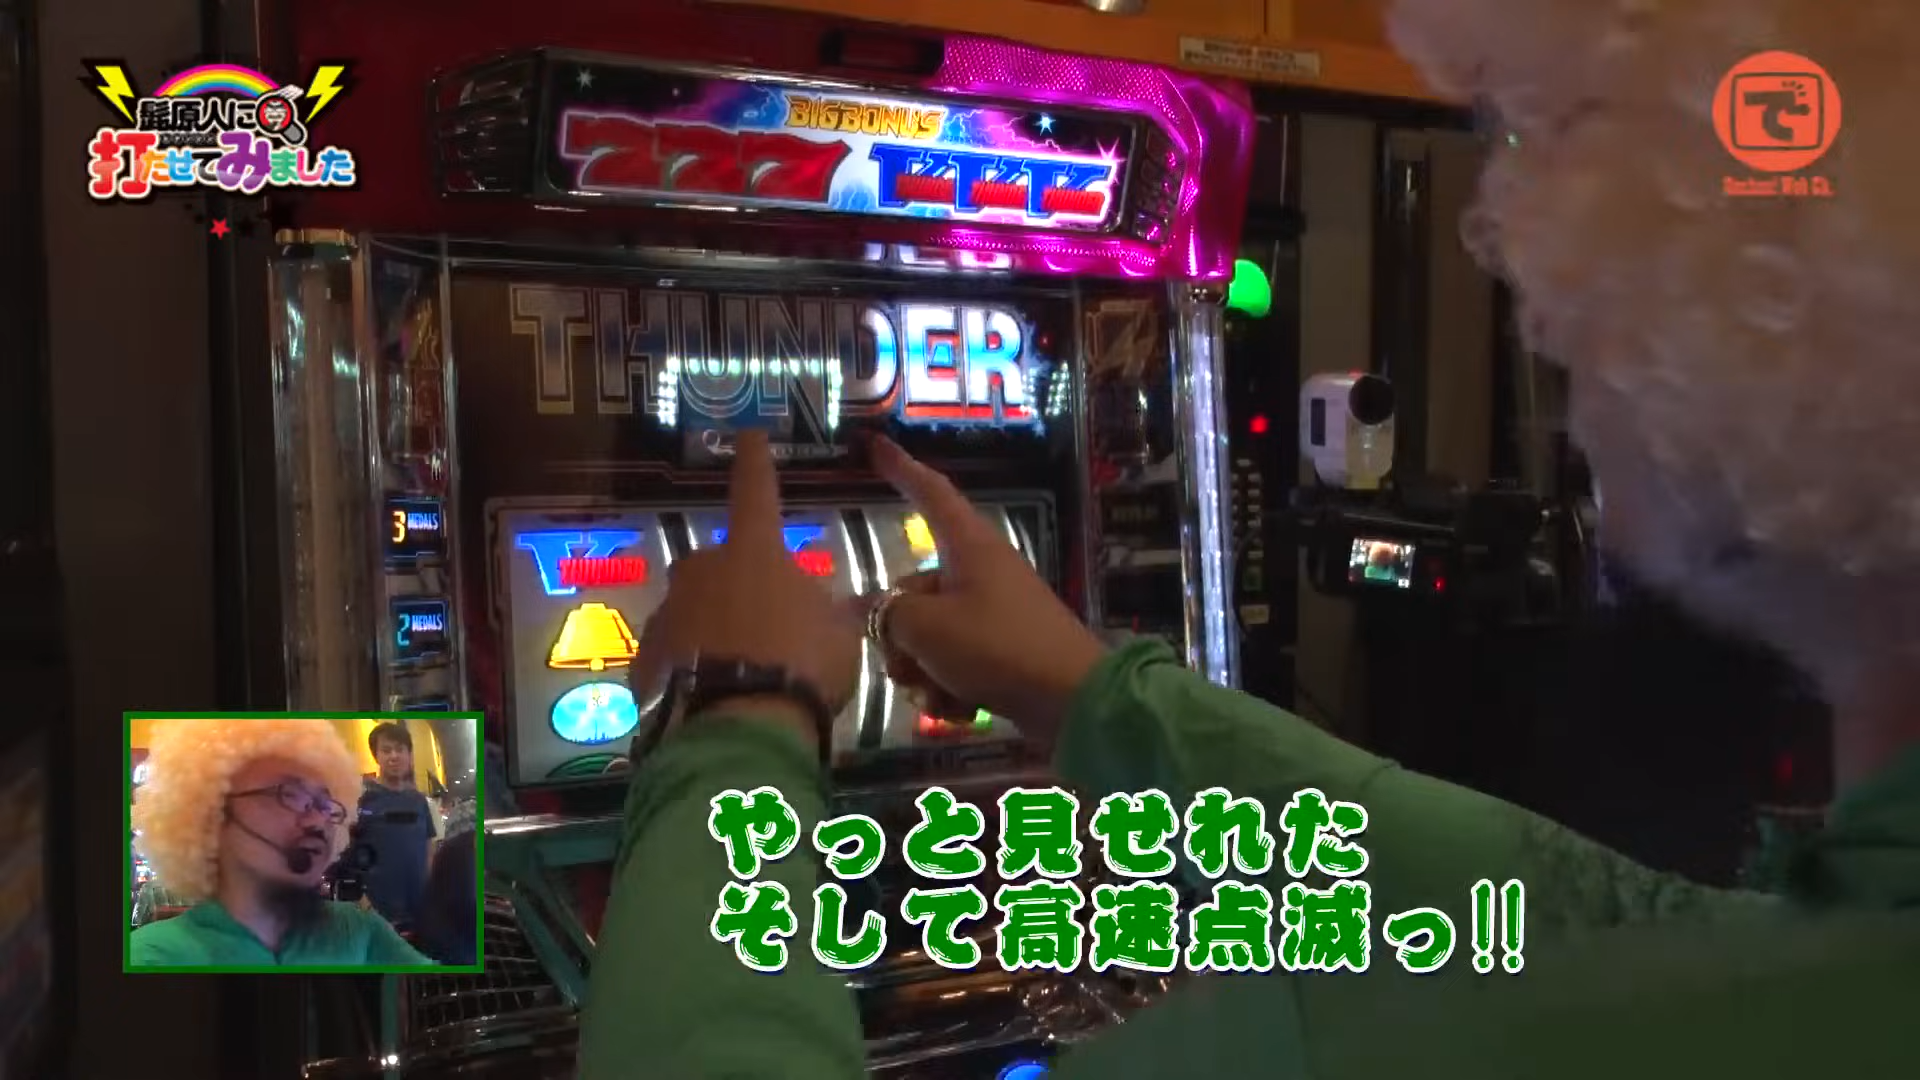 髭原人に
打たせてみました
で
BIGBONUS
777
THUNDER
3 MEDALS
2 MEDALS
THUNDER
やっと見せれた
そして高速点滅っ!!